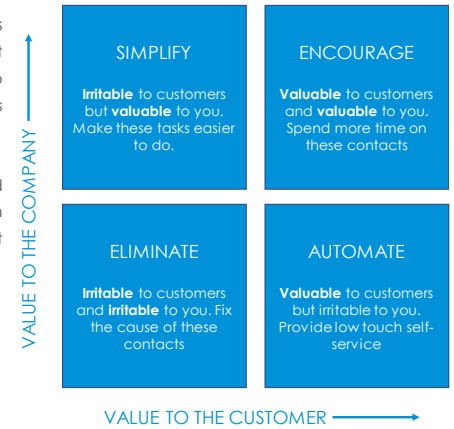 SIMPLIFY
Irritable to customers
but valuable to you.
Make these tasks easier
to do.
ENCOURAGE
Valuable to customers
and valuable to you.
Spend more time on
these contacts
ELIMINATE
Irritable to customers
and irritable to you. Fix
the cause of these
contacts
AUTOMATE
Valuable to customers
but irritable to you.
Provide low touch self-
service
VALUE TO THE COMPANY
VALUE TO THE CUSTOMER